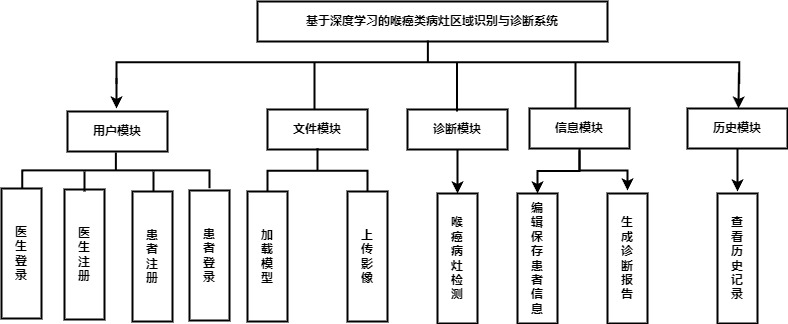 基于深度学习的喉癌类病灶区域识别与诊断系统
用户模块
文件模块
诊断模块
信息模块
历史模块
医生登录
医生注册
患者注册
患者登录
加载模型
上传影像
喉癌病灶检测
编辑保存患者信息
生成诊断报告
查看历史记录